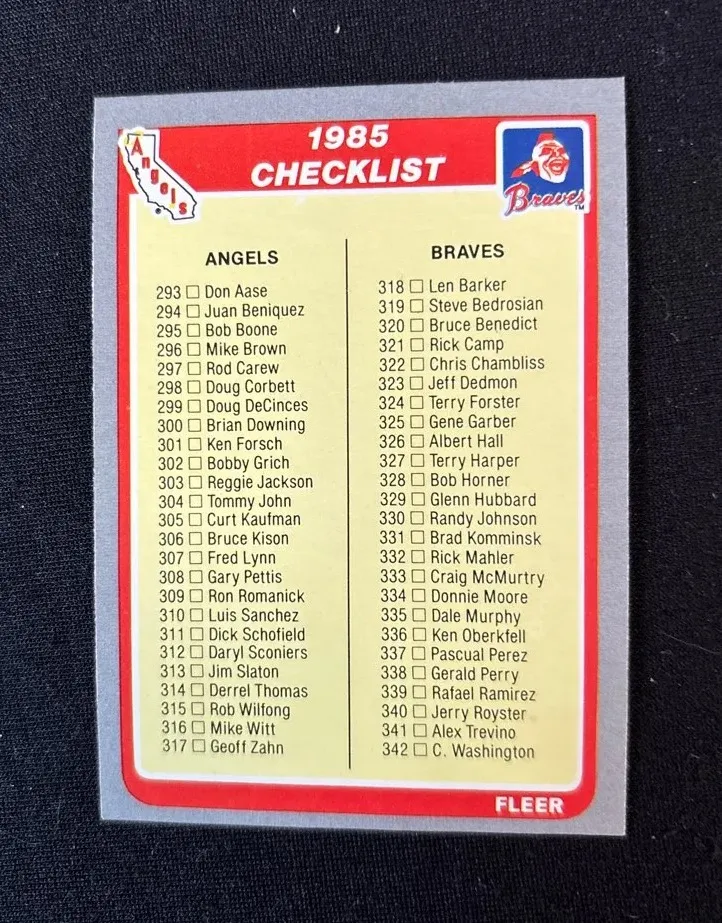 1985
CHECKLIST
Angels
Braves
TM
ANGELS
293 Don Aase
294 Juan Beniquez
295 Bob Boone
296 Mike Brown
297 Rod Carew
298 Doug Corbett
299 Doug DeCinces
300 Brian Downing
301 Ken Forsch
302 Bobby Grich
303 Reggie Jackson
304 Tommy John
305 Curt Kaufman
306 Bruce Kison
307 Fred Lynn
308 Gary Pettis
309 Ron Romanick
310 Luis Sanchez
311 Dick Schofield
312 Daryl Sconiers
313 Jim Slaton
314 Derrel Thomas
315 Rob Wilfong
316 Mike Witt
317 Geoff Zahn
BRAVES
318 Len Barker
319 Steve Bedrosian
320 Bruce Benedict
321 Rick Camp
322 Chris Chambliss
323 Jeff Dedmon
324 Terry Forster
325 Gene Garber
326 Albert Hall
327 Terry Harper
328 Bob Horner
329 Glenn Hubbard
330 Randy Johnson
331 Brad Komminsk
332 Rick Mahler
333 Craig McMurtry
334 Donnie Moore
335 Dale Murphy
336 Ken Oberkfell
337 Pascual Perez
338 Gerald Perry
339 Rafael Ramirez
340 Jerry Royster
341 Alex Trevino
342 C. Washington
FLEER